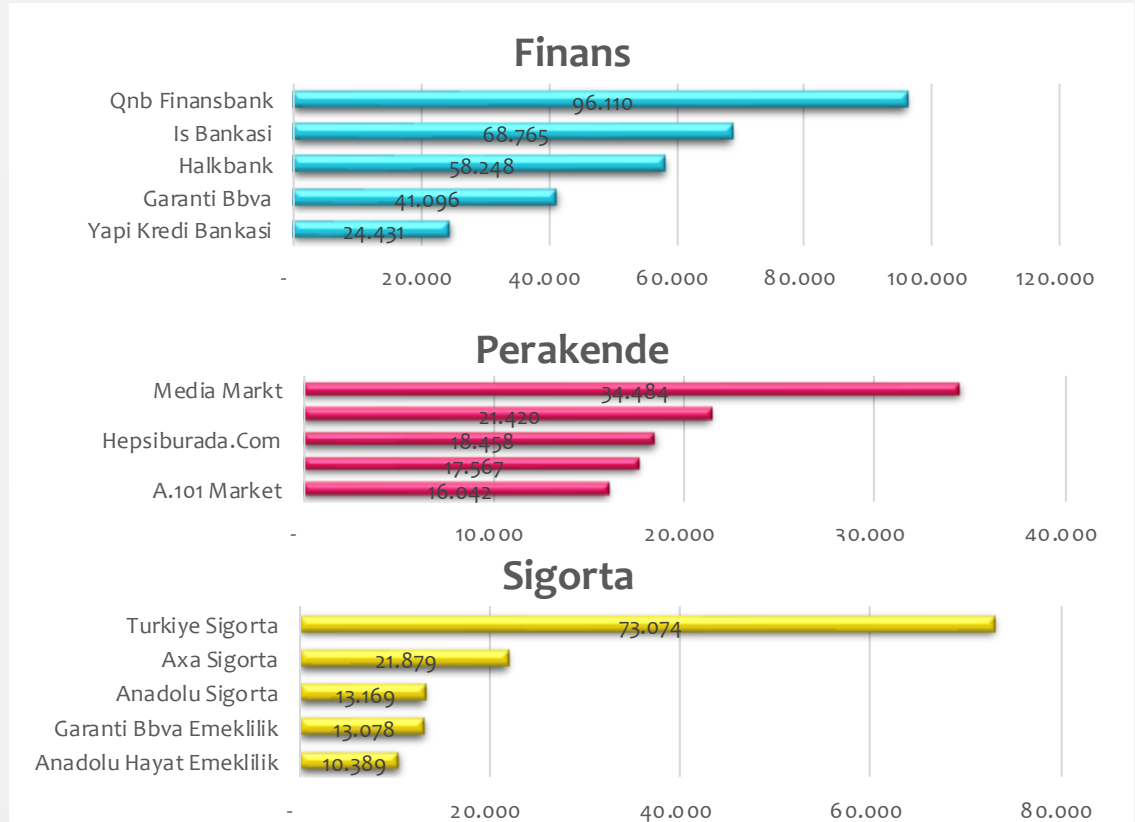 Finans
Qnb Finansbank 96.110
Is Bankasi 68.765
Halkbank 58.248
Garanti Bbva 41.096
Yapi Kredi Bankasi 24.431
- 20.000 40.000 60.000 80.000 100.000 120.000
Perakende
Media Markt 34.484
21.420
Hepsiburada.Com 18.458
17.567
A.101 Market 16.042
- 10.000 20.000 30.000 40.000
Sigorta
Turkiye Sigorta 73.074
Axa Sigorta 21.879
Anadolu Sigorta 13.169
Garanti Bbva Emeklilik 13.078
Anadolu Hayat Emeklilik 10.389
- 20.000 40.000 60.000 80.000